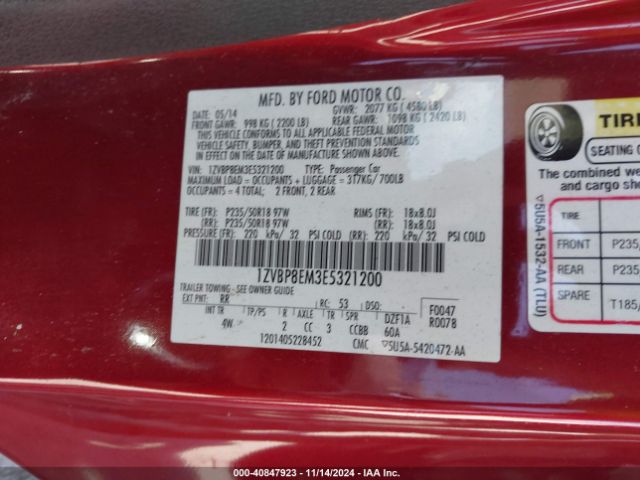 MFD. BY FORD MOTOR CO.
DATE: 05/14 GVWR: 2077 KG ( 4580 LB)
FRONT GAWR: 998 KG ( 2200 LB) REAR GAWR: 1098 KG ( 2420 LB)
THIS VEHICLE CONFORMS TO ALL APPLICABLE FEDERAL MOTOR
VEHICLE SAFETY, BUMPER, AND THEFT PREVENTION STANDARDS
IN EFFECT ON THE DATE OF MANUFACTURE SHOWN ABOVE.
VIN: 1ZVBP8EM3E5321200 TYPE: Passenger Car
MAXIMUM LOAD = OCCUPANTS + LUGGAGE = 317KG/ 700LB
OCCUPANTS = 4 TOTAL; 2 FRONT, 2 REAR
TIRE (FR): P235/50R18 97W RIMS (FR): 18x8.0J
(RR): P235/50R18 97W (RR): 18x8.0J
PRESSURE (FR): 220 kPa/ 32 PSI COLD (RR): 220 kPa/ 32 PSI COLD
1ZVBP8EM3E5321200
TRAILER TOWING - SEE OWNER GUIDE
EXT PNT: RR RC: 53 DSO: F0047
INT TR TP/PS R AXLE TR SPR DZF1A R0078
4W 2 CC 3 CCBB 60A
1201405228452 CMC ▽5U5A-5420472-AA
TIRE
SEATING
The combined
and cargo
TIRE
FRONT P235/
REAR P235
SPARE T185/
▽5U5A-1532-AA (TLU)
000-40847923 - 11/14/2024 - IAA Inc.